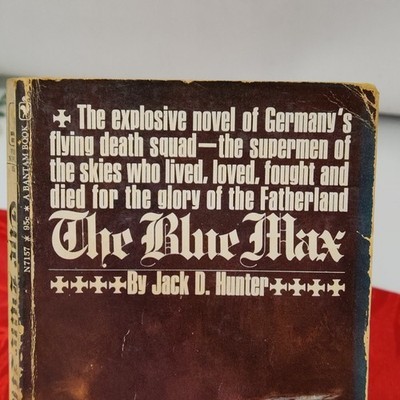 ✠ The explosive novel of Germany's
flying death squad—the supermen of
the skies who lived, loved, fought and
died for the glory of the Fatherland
The Blue Max
By Jack D. Hunter
N7157 ★ 95c ★ A BANTAM BOOK